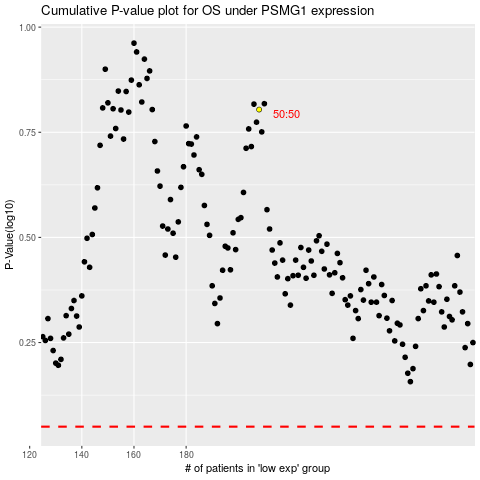 Cumulative P-value plot for OS under PSMG1 expression
1.00
0.75
0.50
0.25
P-Value(log10)
50:50
120 140 160 180
# of patients in 'low exp' group